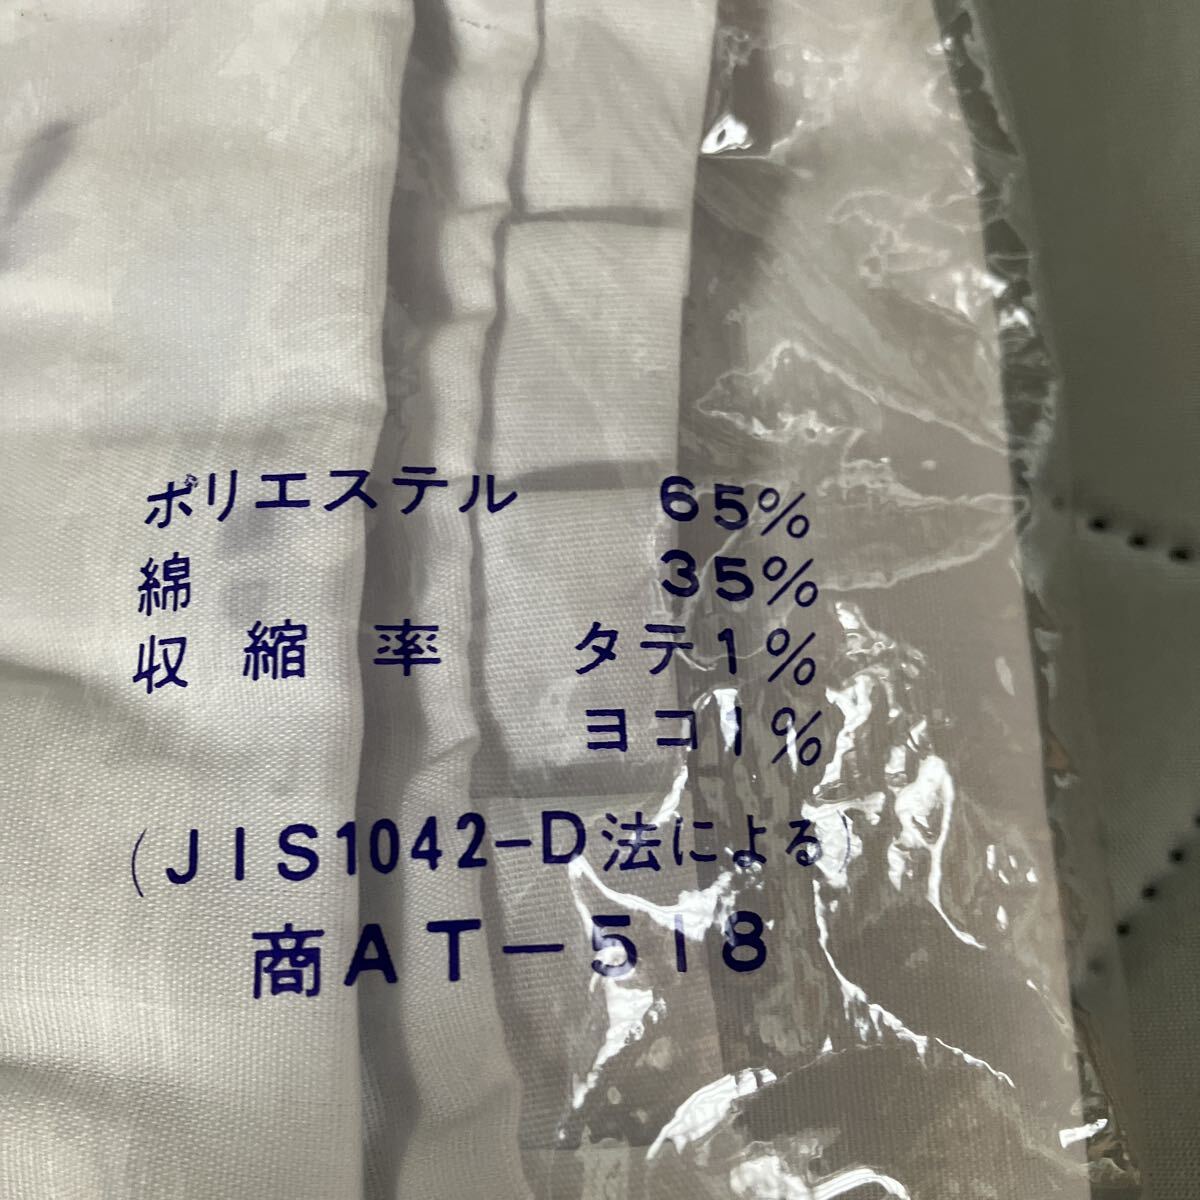 ポリエステル 65%
綿 35%
収縮率 タテ1%
ヨコ1%
(JIS1042-D法による)
商AT-518